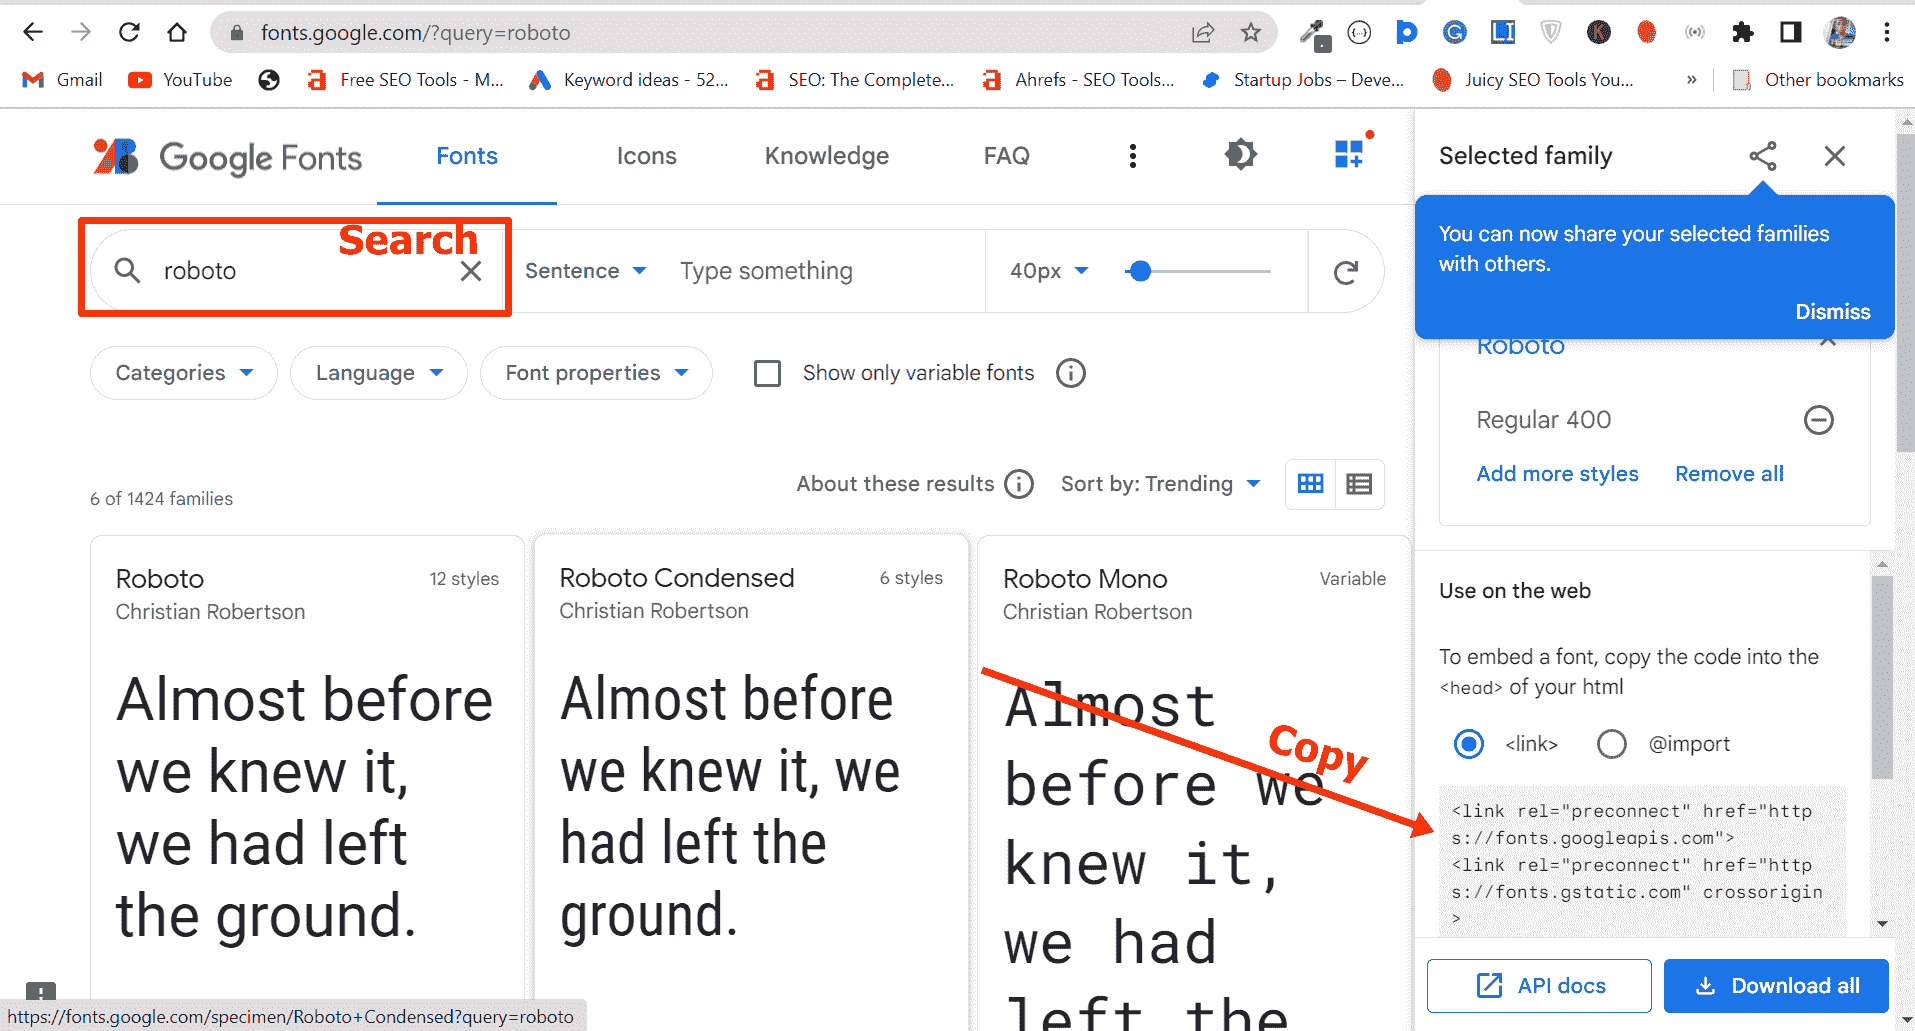 fonts.google.com/?query=roboto
Gmail
YouTube
Free SEO Tools - M...
Keyword ideas - 52...
SEO: The Complete...
Ahrefs - SEO Tools...
Startup Jobs – Deve...
Juicy SEO Tools You...
»
Other bookmarks
Google Fonts
Fonts
Icons
Knowledge
FAQ
Selected family
You can now share your selected families
with others.
Dismiss
Search
roboto
Sentence
Type something
40px
Categories
Language
Font properties
Show only variable fonts
Roboto
Regular 400
Add more styles
Remove all
6 of 1424 families
About these results
Sort by: Trending
Roboto
12 styles
Christian Robertson
Almost before
we knew it,
we had left
the ground.
Roboto Condensed
6 styles
Christian Robertson
Almost before
we knew it, we
had left the
ground.
Roboto Mono
Variable
Christian Robertson
Almost
before we
knew it,
we had
left the
Copy
Use on the web
To embed a font, copy the code into the
<head> of your html
<link>
@import
<link rel="preconnect" href="http
s://fonts.googleapis.com">
<link rel="preconnect" href="http
s://fonts.gstatic.com" crossorigin
>
API docs
Download all
https://fonts.google.com/specimen/Roboto+Condensed?query=roboto